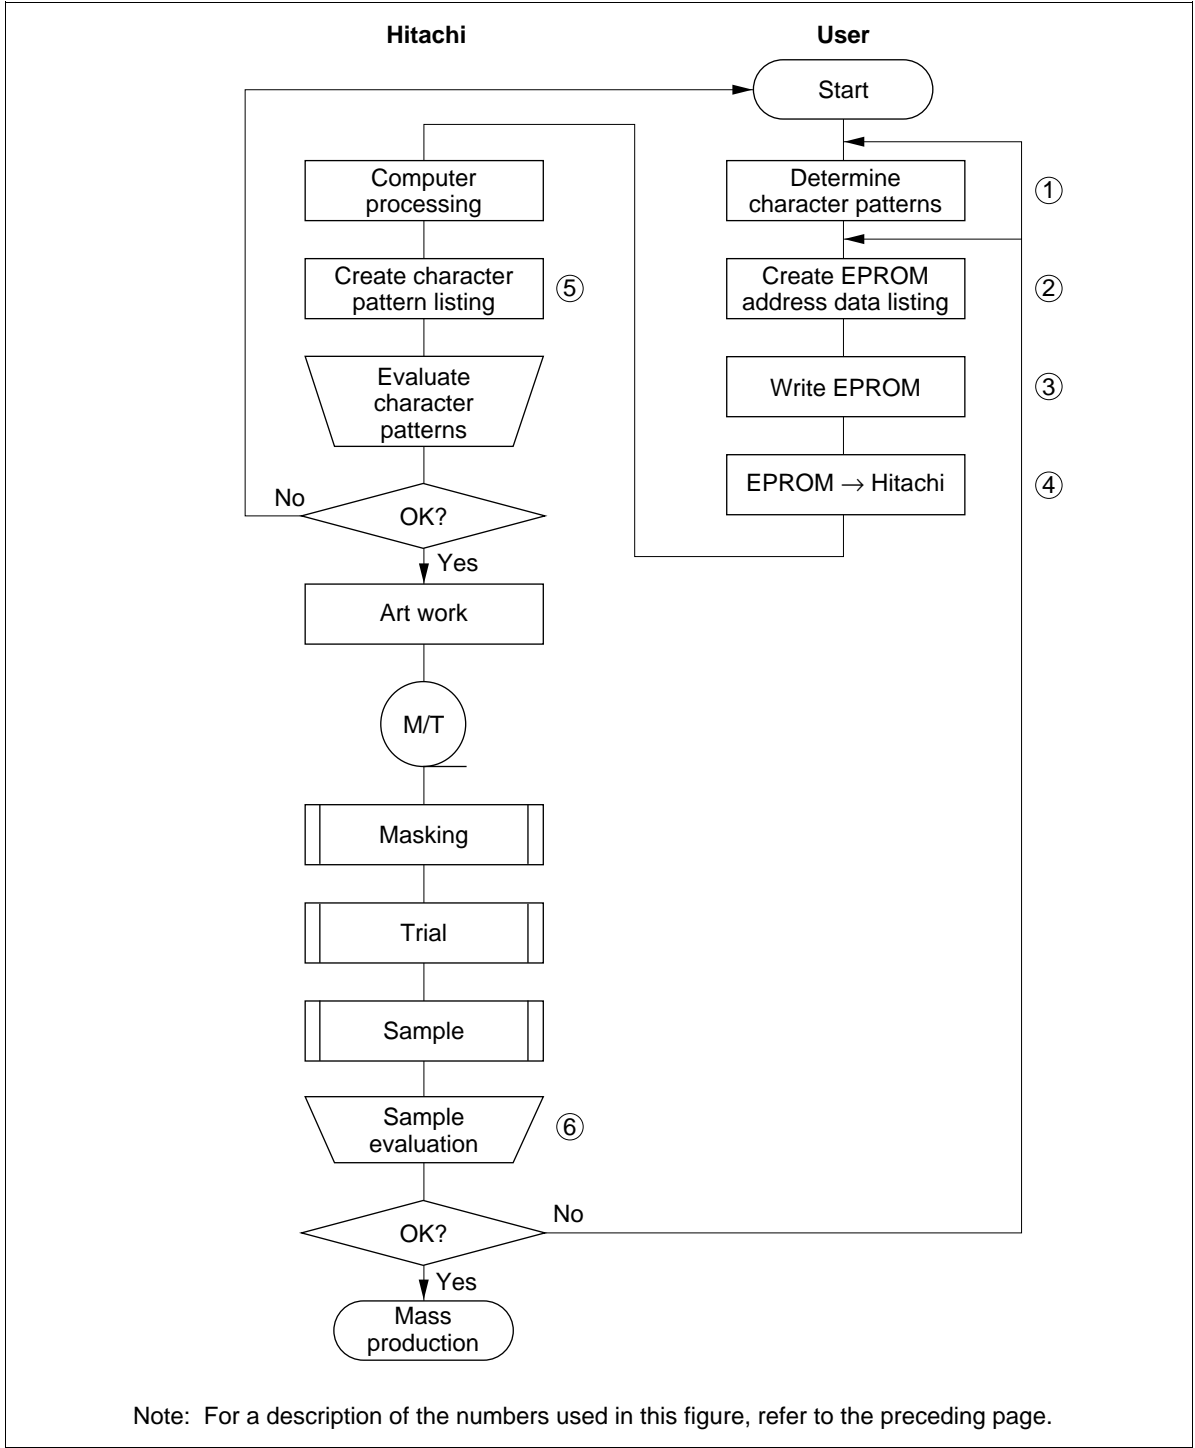 Hitachi
User
Start
Determine
character patterns
①
Create EPROM
address data listing
②
Write EPROM
③
EPROM → Hitachi
④
Computer
processing
Create character
pattern listing
⑤
Evaluate
character
patterns
No
OK?
Yes
Art work
M/T
Masking
Trial
Sample
Sample
evaluation
⑥
OK?
No
Yes
Mass
production
Note: For a description of the numbers used in this figure, refer to the preceding page.